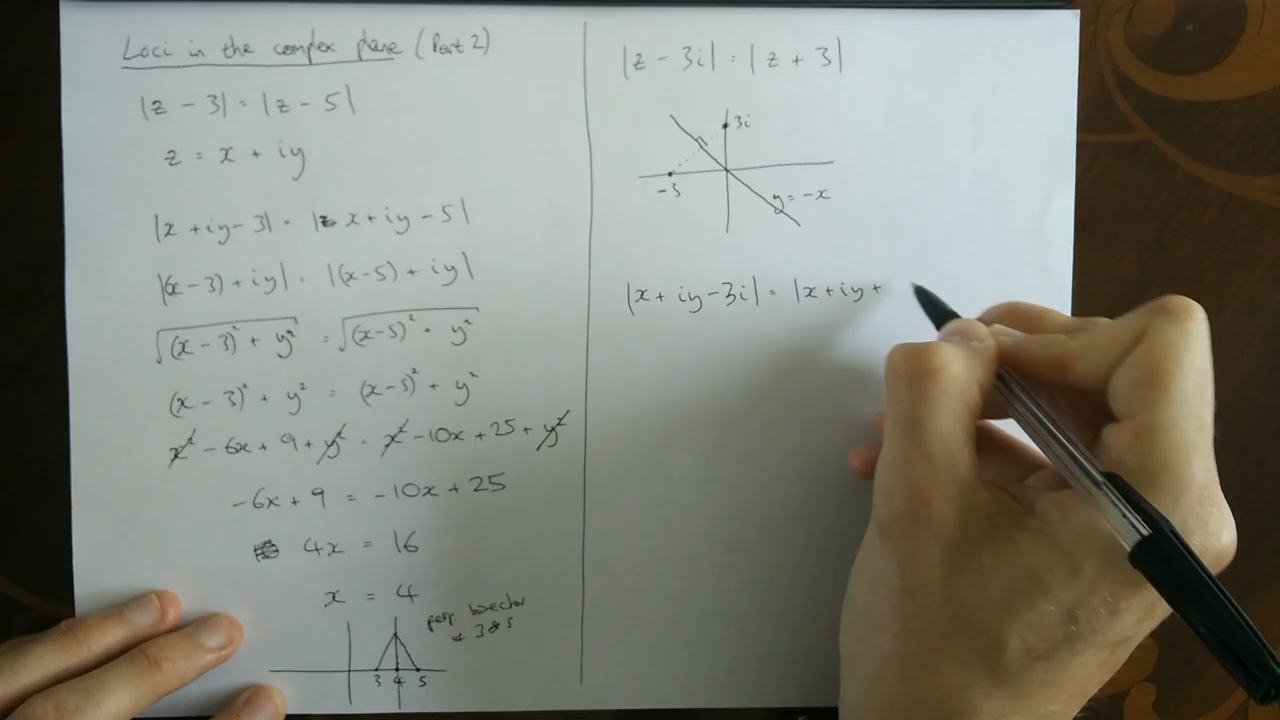 Loci in the complex plane (Part 2)
|z - 3| = |z - 5|
z = x + iy
|x + iy - 3| = |x + iy - 5|
|(x - 3) + iy| = |(x - 5) + iy|
√((x - 3)² + y²) = √((x - 5)² + y²)
(x - 3)² + y² = (x - 5)² + y²
x² - 6x + 9 + y² = x² - 10x + 25 + y²
-6x + 9 = -10x + 25
4x = 16
x = 4
perp. bisector
3 & 5
3 4 5
|z - 3i| = |z + 3|
3i
-3
y = -x
|x + iy - 3i| = |x + iy +